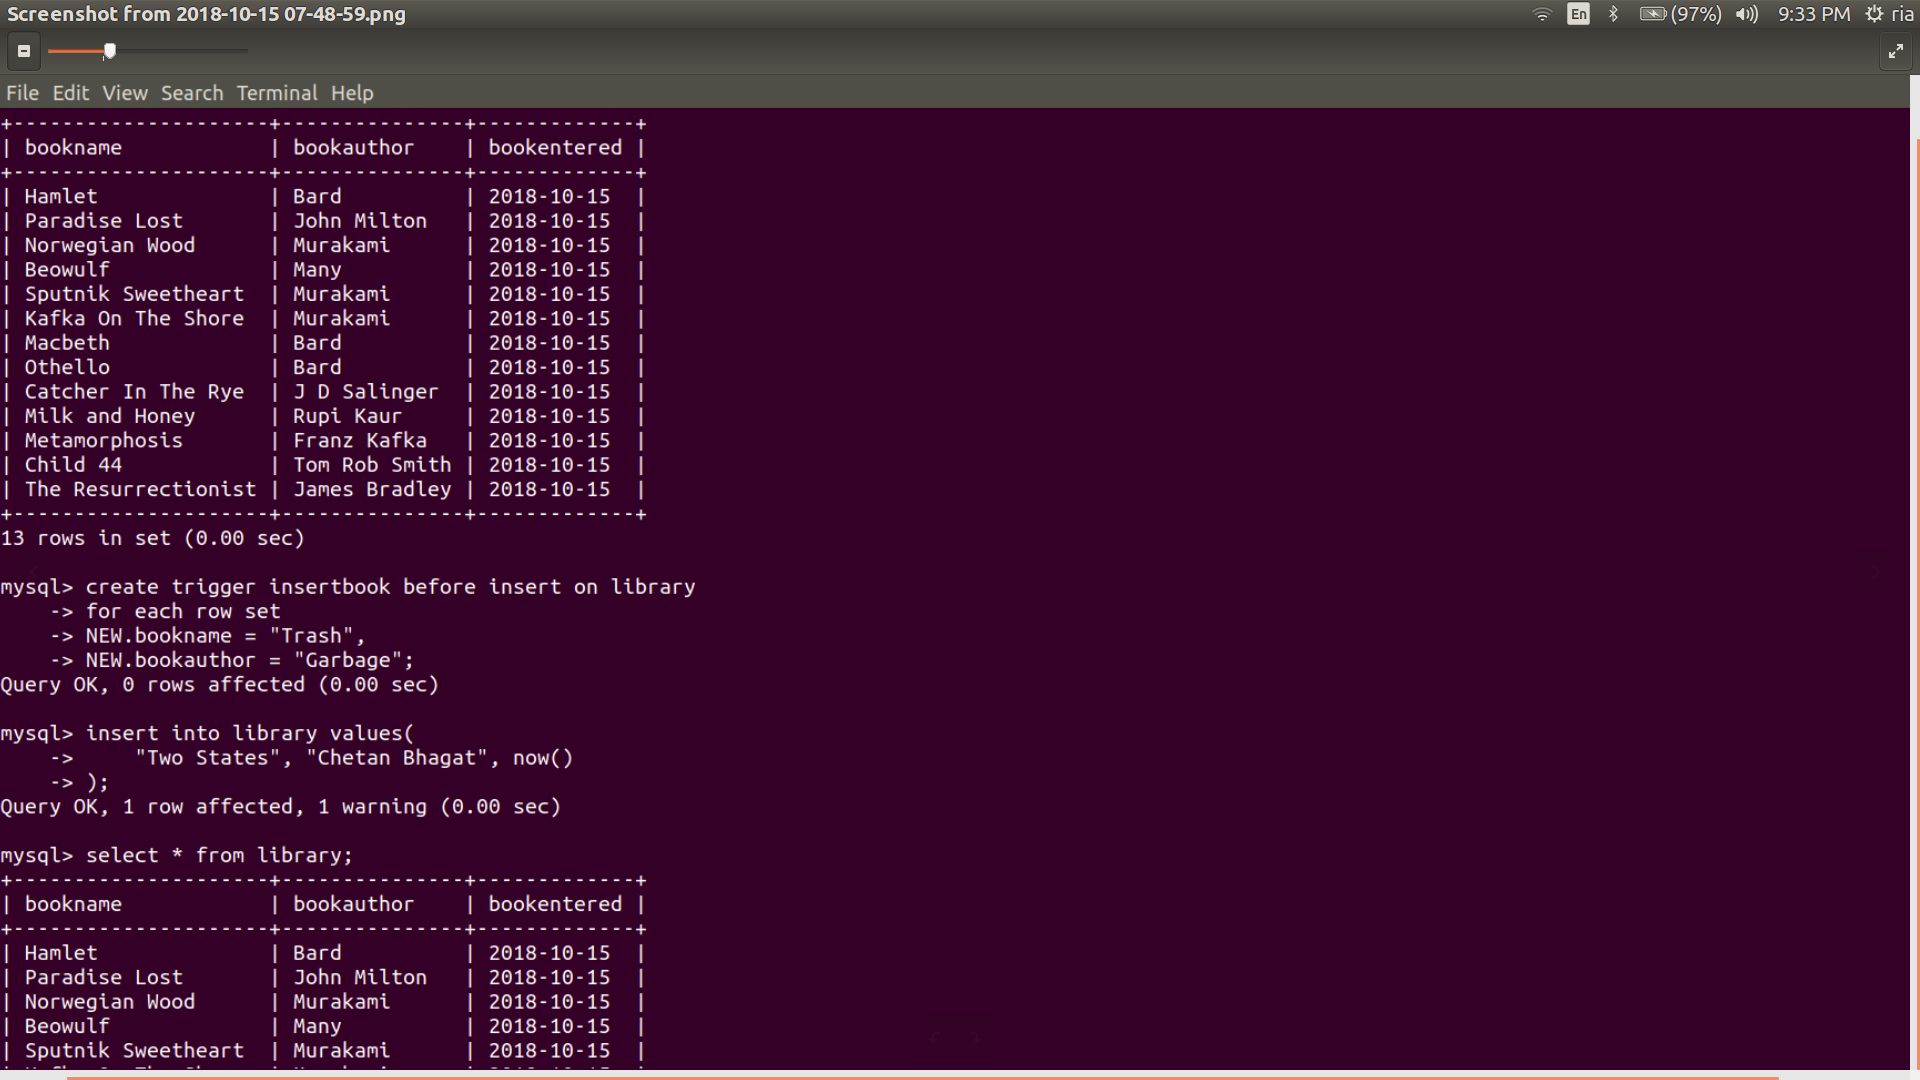 Screenshot from 2018-10-15 07-48-59.png En (97%) 9:33 PM ria
File Edit View Search Terminal Help
+---------------------+---------------+-------------+
| bookname            | bookauthor    | bookentered |
+---------------------+---------------+-------------+
| Hamlet              | Bard          | 2018-10-15  |
| Paradise Lost       | John Milton   | 2018-10-15  |
| Norwegian Wood      | Murakami      | 2018-10-15  |
| Beowulf             | Many          | 2018-10-15  |
| Sputnik Sweetheart  | Murakami      | 2018-10-15  |
| Kafka On The Shore  | Murakami      | 2018-10-15  |
| Macbeth             | Bard          | 2018-10-15  |
| Othello             | Bard          | 2018-10-15  |
| Catcher In The Rye  | J D Salinger  | 2018-10-15  |
| Milk and Honey      | Rupi Kaur     | 2018-10-15  |
| Metamorphosis       | Franz Kafka   | 2018-10-15  |
| Child 44            | Tom Rob Smith | 2018-10-15  |
| The Resurrectionist | James Bradley | 2018-10-15  |
+---------------------+---------------+-------------+
13 rows in set (0.00 sec)
mysql> create trigger insertbook before insert on library
    -> for each row set
    -> NEW.bookname = "Trash",
    -> NEW.bookauthor = "Garbage";
Query OK, 0 rows affected (0.00 sec)
mysql> insert into library values(
    ->     "Two States", "Chetan Bhagat", now()
    -> );
Query OK, 1 row affected, 1 warning (0.00 sec)
mysql> select * from library;
+---------------------+---------------+-------------+
| bookname            | bookauthor    | bookentered |
+---------------------+---------------+-------------+
| Hamlet              | Bard          | 2018-10-15  |
| Paradise Lost       | John Milton   | 2018-10-15  |
| Norwegian Wood      | Murakami      | 2018-10-15  |
| Beowulf             | Many          | 2018-10-15  |
| Sputnik Sweetheart  | Murakami      | 2018-10-15  |